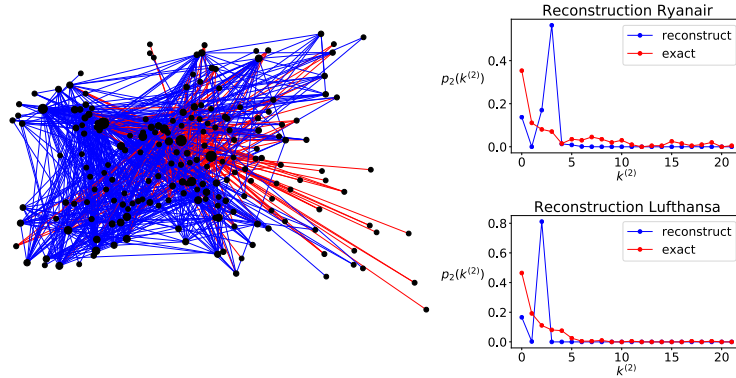 Reconstruction Ryanair
p₂(k⁽²⁾)
0.4
0.2
0.0
reconstruct
exact
0 5 10 15 20
k⁽²⁾
Reconstruction Lufthansa
p₂(k⁽²⁾)
0.8
0.6
0.4
0.2
0.0
reconstruct
exact
0 5 10 15 20
k⁽²⁾